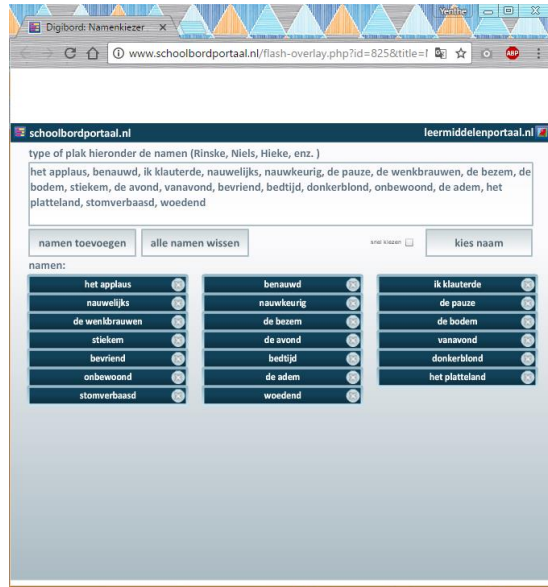 Digibord: Namenkiezer
www.schoolbordportaal.nl/flash-overlay.php?id=825&title=
ABP
schoolbordportaal.nl leermiddelenportaal.nl
type of plak hieronder de namen (Rinske, Niels, Hieke, enz. )
het applaus, benauwd, ik klauterde, nauwelijks, nauwkeurig, de pauze, de wenkbrauwen, de bezem, de
bodem, stiekem, de avond, vanavond, bevriend, bedtijd, donkerblond, onbewoond, de adem, het
platteland, stomverbaasd, woedend
namen toevoegen alle namen wissen snel kiezen kies naam
namen:
het applaus benauwd ik klauterde
nauwelijks nauwkeurig de pauze
de wenkbrauwen de bezem de bodem
stiekem de avond vanavond
bevriend bedtijd donkerblond
onbewoond de adem het platteland
stomverbaasd woedend